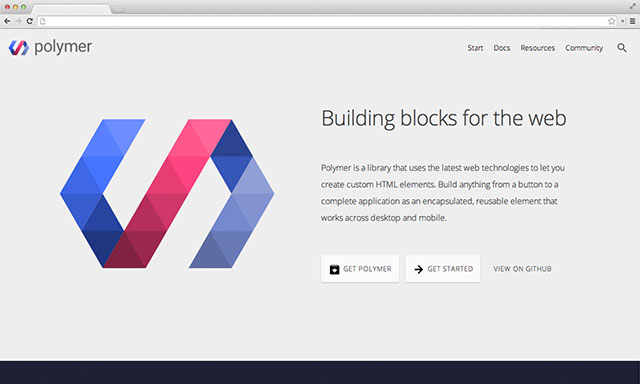 polymer
Start Docs Resources Community
Building blocks for the web
Polymer is a library that uses the latest web technologies to let you
create custom HTML elements. Build anything from a button to a
complete application as an encapsulated, reusable element that
works across desktop and mobile.
GET POLYMER GET STARTED VIEW ON GITHUB